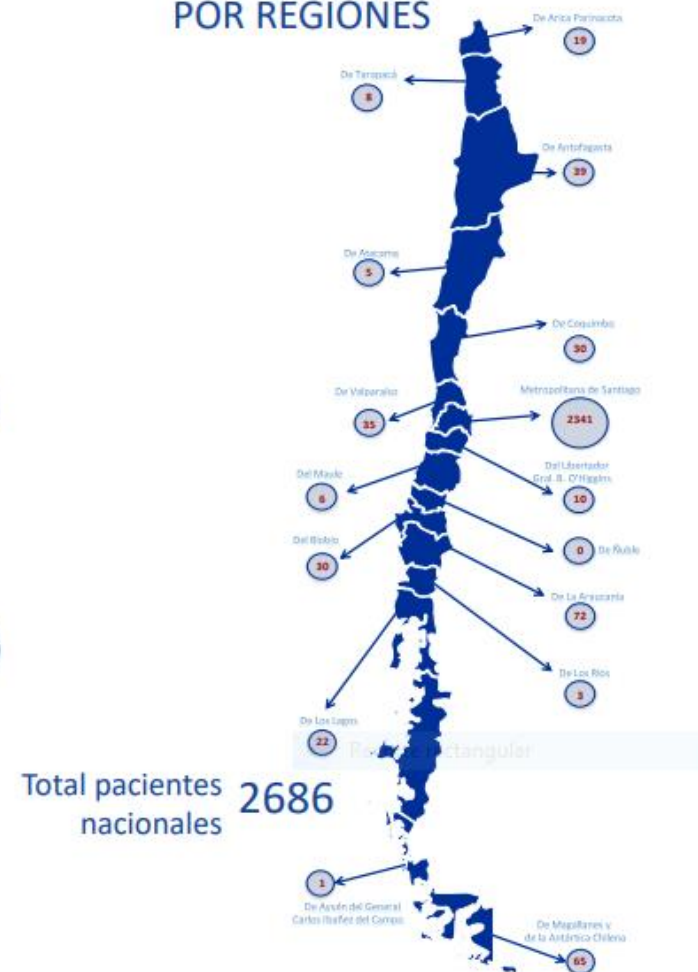 POR REGIONES
De Arica Parinacota
19
De Tarapacá
8
De Antofagasta
39
De Atacama
5
De Coquimbo
30
De Valparaíso
35
Metropolitana de Santiago
2341
Del Maule
6
Del Libertador
Gral. B. O'Higgins
10
Del Biobío
30
0 De Ñuble
De La Araucanía
72
De Los Ríos
3
De Los Lagos
22
Recorte rectangular
Total pacientes
nacionales
2686
1
De Aysén del General
Carlos Ibáñez del Campo
De Magallanes y
de la Antártica Chilena
65